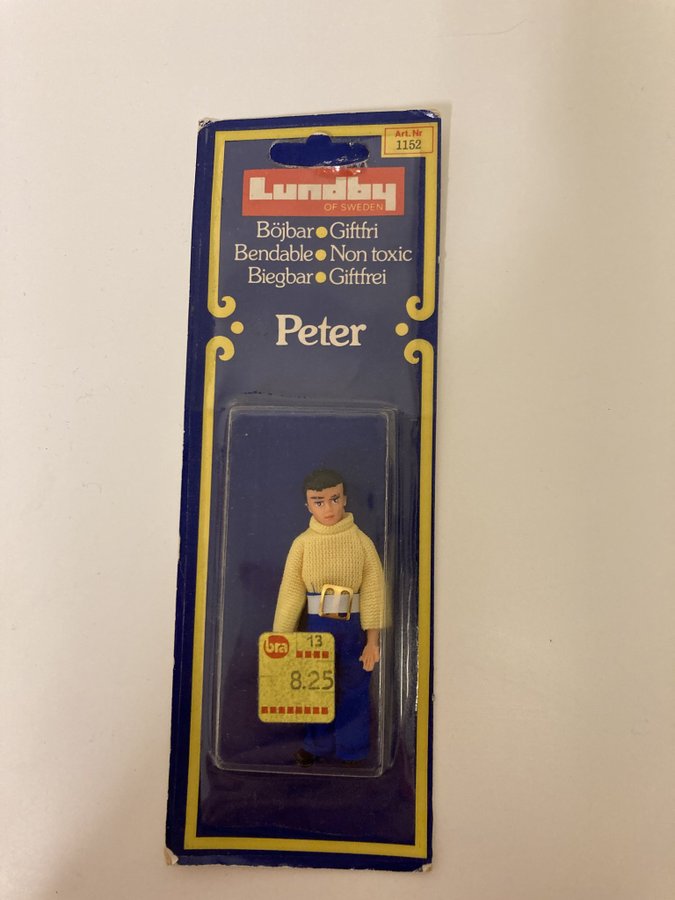 Art. Nr
1152
Lundby
OF SWEDEN
Böjbar • Giftfri
Bendable • Non toxic
Biegbar • Giftfrei
Peter
bra 13
8.25